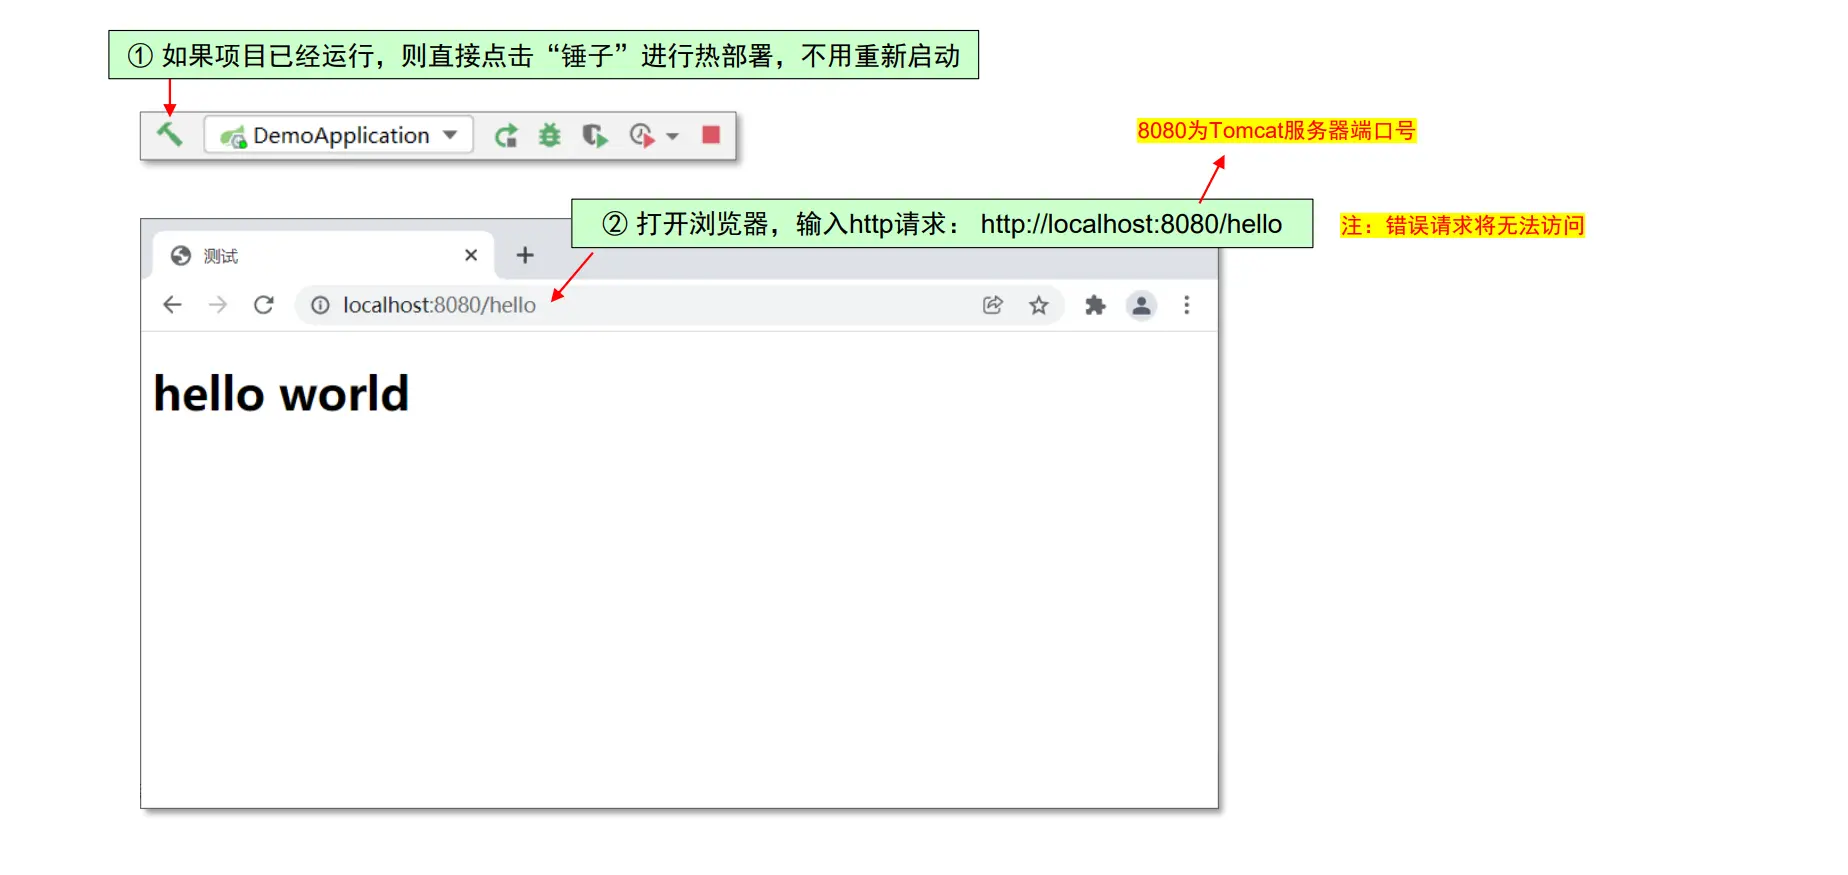 ① 如果项目已经运行，则直接点击“锤子”进行热部署，不用重新启动
DemoApplication
8080为Tomcat服务器端口号
② 打开浏览器，输入http请求： http://localhost:8080/hello
注：错误请求将无法访问
测试
localhost:8080/hello
hello world